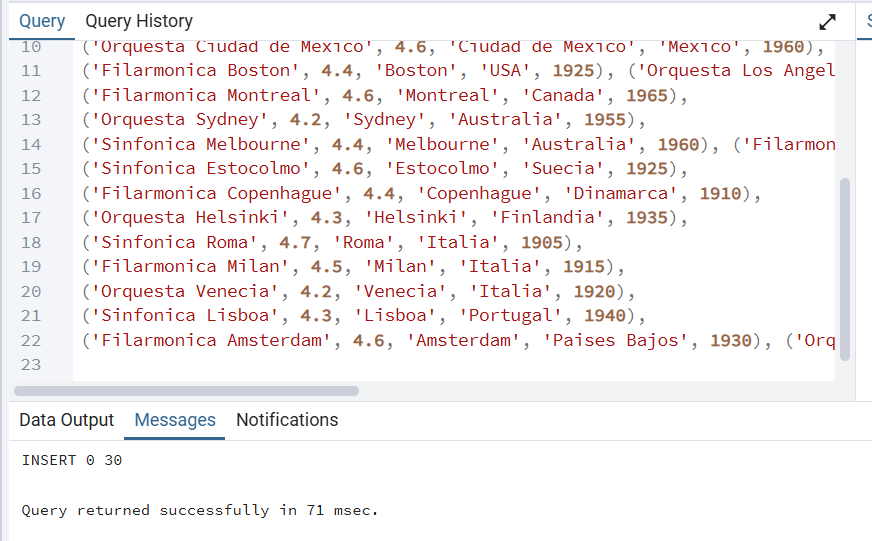 Query Query History
10 ('Orquesta Ciudad de Mexico', 4.6, 'Ciudad de Mexico', 'Mexico', 1960),
11 ('Filarmonica Boston', 4.4, 'Boston', 'USA', 1925), ('Orquesta Los Angel
12 ('Filarmonica Montreal', 4.6, 'Montreal', 'Canada', 1965),
13 ('Orquesta Sydney', 4.2, 'Sydney', 'Australia', 1955),
14 ('Sinfonica Melbourne', 4.4, 'Melbourne', 'Australia', 1960), ('Filarmon
15 ('Sinfonica Estocolmo', 4.6, 'Estocolmo', 'Suecia', 1925),
16 ('Filarmonica Copenhague', 4.4, 'Copenhague', 'Dinamarca', 1910),
17 ('Orquesta Helsinki', 4.3, 'Helsinki', 'Finlandia', 1935),
18 ('Sinfonica Roma', 4.7, 'Roma', 'Italia', 1905),
19 ('Filarmonica Milan', 4.5, 'Milan', 'Italia', 1915),
20 ('Orquesta Venecia', 4.2, 'Venecia', 'Italia', 1920),
21 ('Sinfonica Lisboa', 4.3, 'Lisboa', 'Portugal', 1940),
22 ('Filarmonica Amsterdam', 4.6, 'Amsterdam', 'Paises Bajos', 1930), ('Orq
23
Data Output Messages Notifications
INSERT 0 30
Query returned successfully in 71 msec.